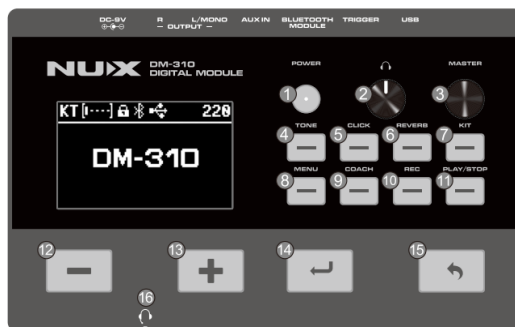 DC-9V R L/MONO AUX IN BLUETOOTH MODULE TRIGGER USB
– OUTPUT –
NUX DM-310 DIGITAL MODULE
POWER MASTER
1 2 3
KT 220
DM-310
4 TONE 5 CLICK 6 REVERB 7 KIT
8 MENU 9 COACH 10 REC 11 PLAY/STOP
12 13 14 15
16